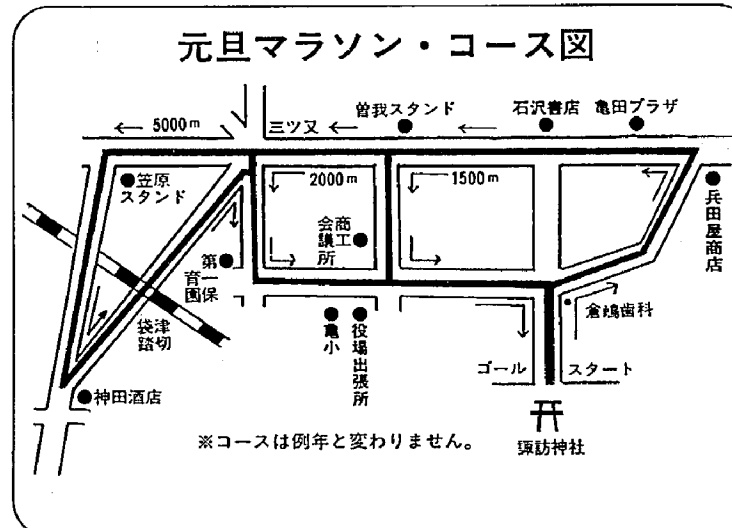 元旦マラソン・コース図
5000m
三ツ又
曽我スタンド
石沢書店
亀田プラザ
笠原
スタンド
2000m
1500m
兵田屋商店
商工
会議所
第一保
育園
倉嶋歯科
袋津
踏切
亀小
役場出張所
ゴール
スタート
神田酒店
諏訪神社
※コースは例年と変わりません。